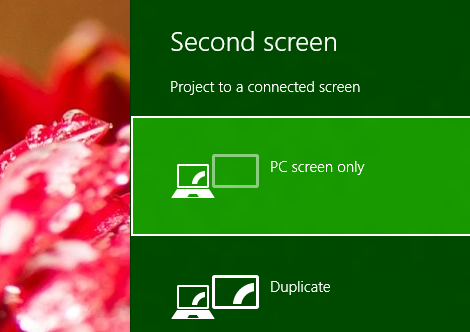 Second screen
Project to a connected screen
PC screen only
Duplicate